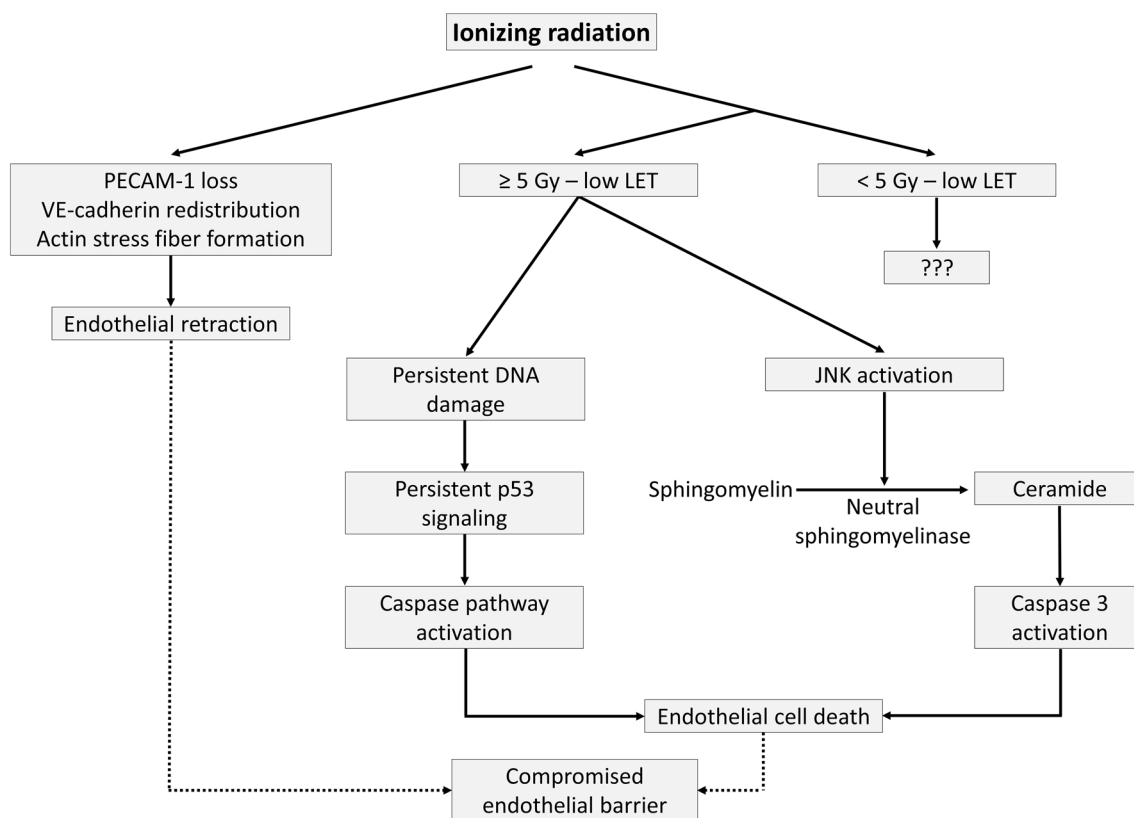 Ionizing radiation
PECAM-1 loss
VE-cadherin redistribution
Actin stress fiber formation
≥ 5 Gy – low LET
< 5 Gy – low LET
???
Endothelial retraction
Persistent DNA
damage
JNK activation
Persistent p53
signaling
Sphingomyelin
Neutral
sphingomyelinase
Ceramide
Caspase pathway
activation
Caspase 3
activation
Endothelial cell death
Compromised
endothelial barrier